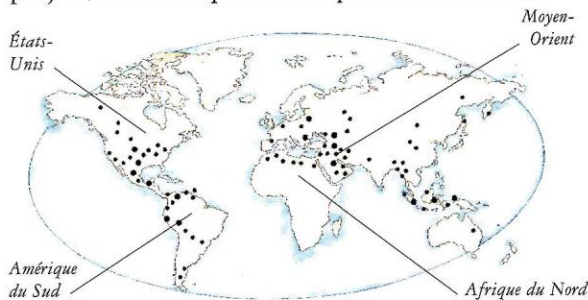 Moyen-
Orient
États-
Unis
Amérique
du Sud
Afrique du Nord